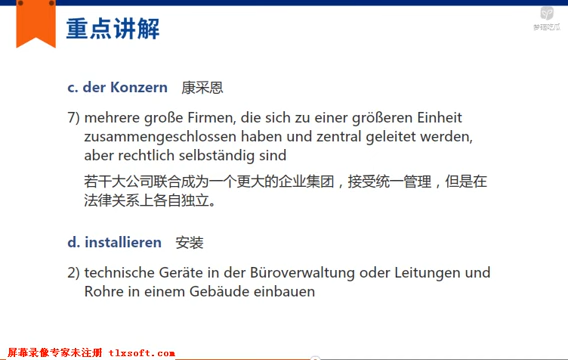 重点讲解
c. der Konzern 康采恩
7) mehrere große Firmen, die sich zu einer größeren Einheit
zusammengeschlossen haben und zentral geleitet werden,
aber rechtlich selbständig sind
若干大公司联合成为一个更大的企业集团，接受统一管理，但是在
法律关系上各自独立。
d. installieren 安装
2) technische Geräte in der Büroverwaltung oder Leitungen und
Rohre in einem Gebäude einbauen
屏幕录像专家未注册 tlxsoft.com